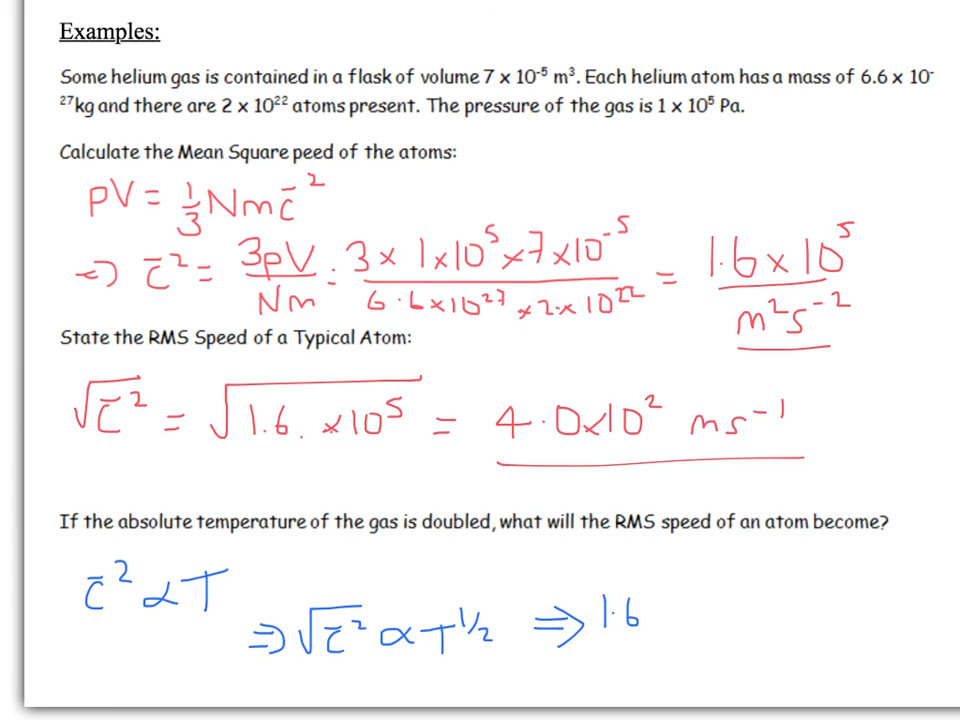 Examples:
Some helium gas is contained in a flask of volume 7 x 10⁻⁵ m³. Each helium atom has a mass of 6.6 x 10⁻
²⁷kg and there are 2 x 10²² atoms present. The pressure of the gas is 1 x 10⁵ Pa.
Calculate the Mean Square peed of the atoms:
pV = 1/3 Nm c̄²
=> c̄² = 3pV/Nm = (3 x 1x10⁵ x 7x10⁻⁵)/(6.6x10²⁷ x 2x10²²) = 1.6 x 10⁵ m²s⁻²
State the RMS Speed of a Typical Atom:
√c̄² = √1.6. x10⁵ = 4.0x10² ms⁻¹
If the absolute temperature of the gas is doubled, what will the RMS speed of an atom become?
c̄² α T
=> √c̄² α T^1/2 => 1.6